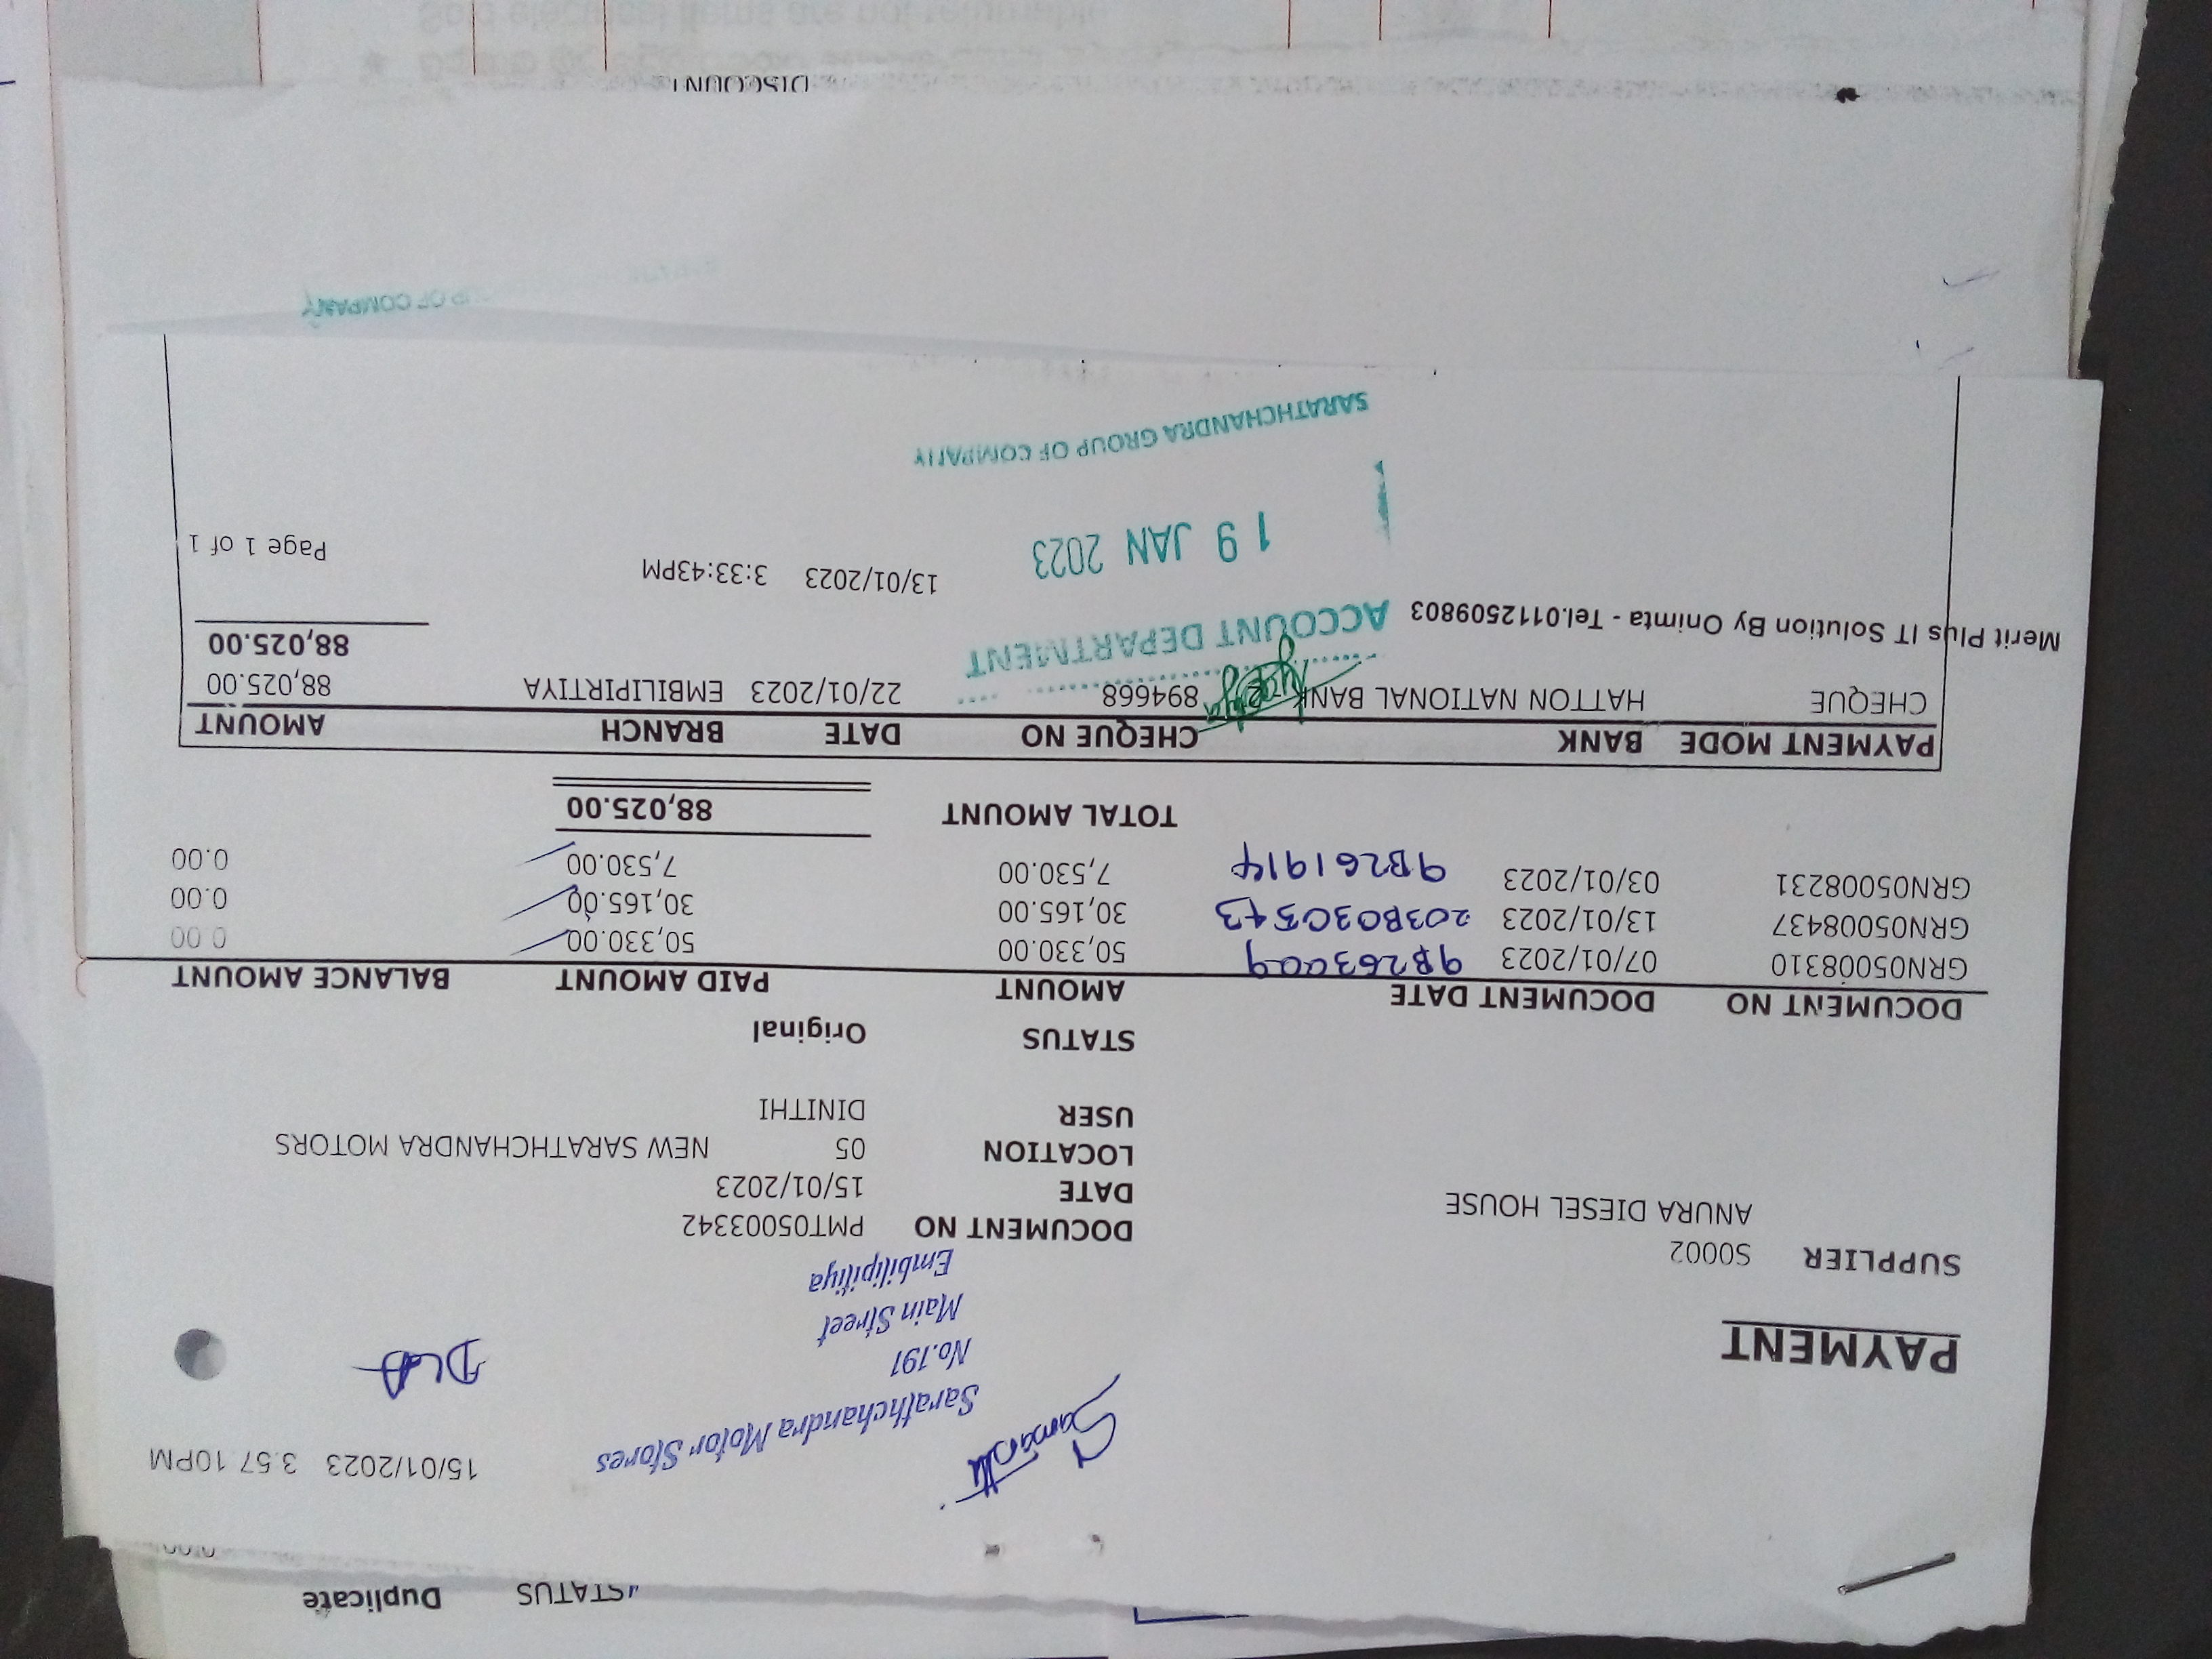 STATUS Duplicate
15/01/2023 3:57:10PM
Sarathchandra Motor Stores
No.191
Main Street
Embilipitiya
PAYMENT
SUPPLIER S0002
ANURA DIESEL HOUSE
DOCUMENT NO PMT05003342
DATE 15/01/2023
LOCATION 05 NEW SARATHCHANDRA MOTORS
USER DINITHI
STATUS Original
DOCUMENT NO DOCUMENT DATE AMOUNT PAID AMOUNT BALANCE AMOUNT
GRN05008310 07/01/2023 9B263009 50,330.00 50,330.00 0.00
GRN05008437 13/01/2023 30,165.00 30,165.00 0.00
GRN05008231 03/01/2023 9B261914 7,530.00 7,530.00 0.00
TOTAL AMOUNT 88,025.00
PAYMENT MODE BANK CHEQUE NO DATE BRANCH AMOUNT
CHEQUE HATTON NATIONAL BANK 894668 22/01/2023 EMBILIPIRTIYA 88,025.00
88,025.00
Merit Plus IT Solution By Onimta - Tel.0112509803
ACCOUNT DEPARTMENT
13/01/2023 3:33:43PM
Page 1 of 1
19 JAN 2023
SARATHCHANDRA GROUP OF COMPANY
OF COMPANY
DISCOUNT